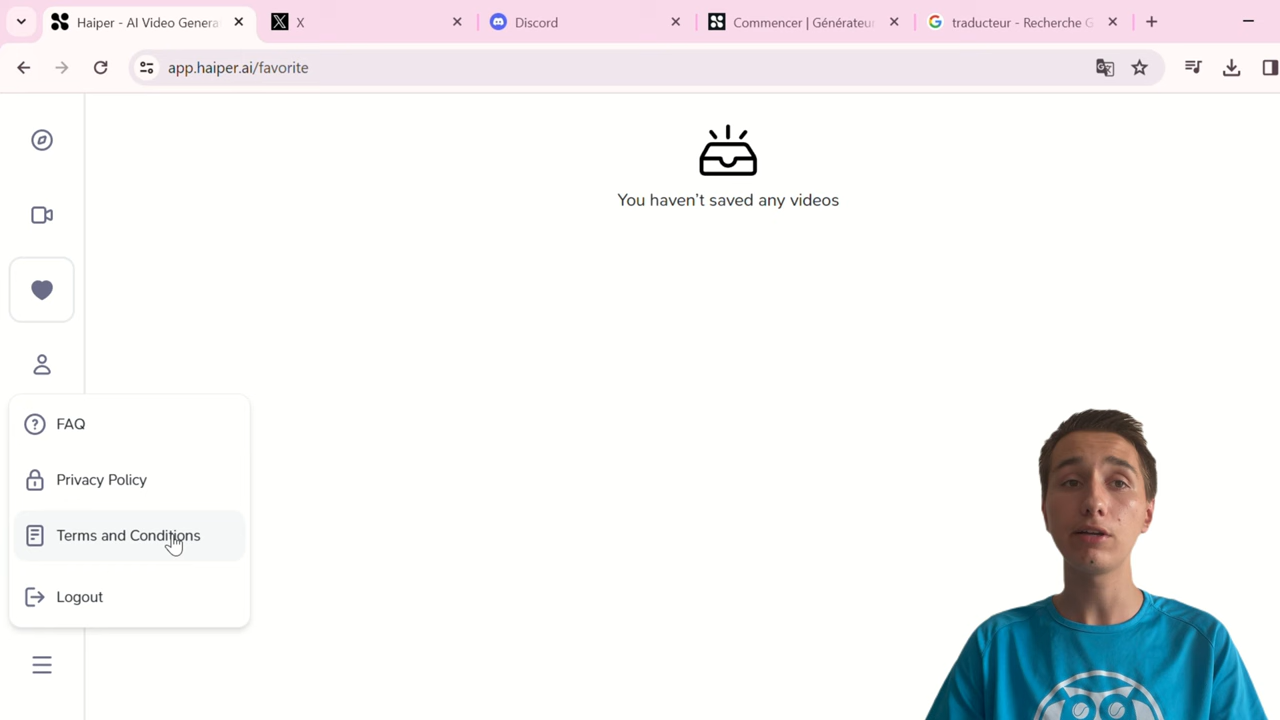 Haiper - AI Video Genera
X
Discord
Commencer | Générateur
traducteur - Recherche G
app.haiper.ai/favorite
You haven't saved any videos
FAQ
Privacy Policy
Terms and Conditions
Logout